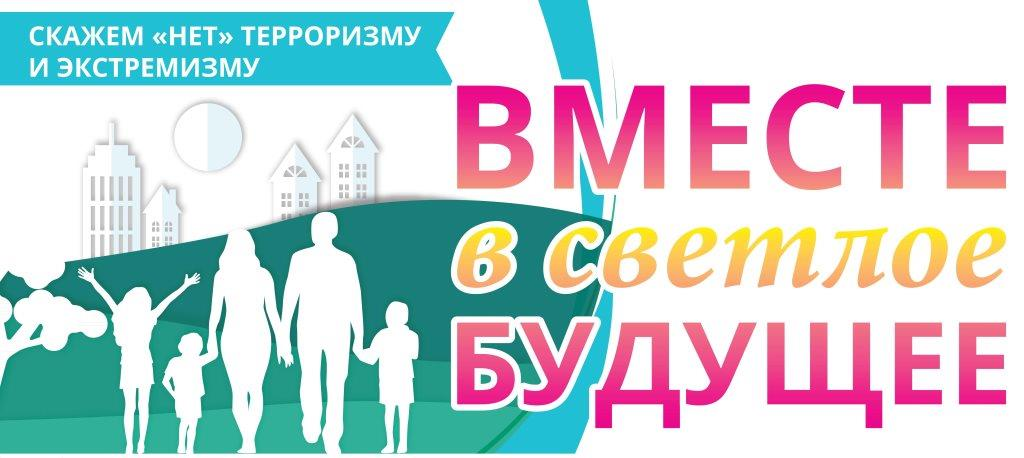 СКАЖЕМ «НЕТ» ТЕРРОРИЗМУ
И ЭКСТРЕМИЗМУ
ВМЕСТЕ
в светлое
БУДУЩЕЕ